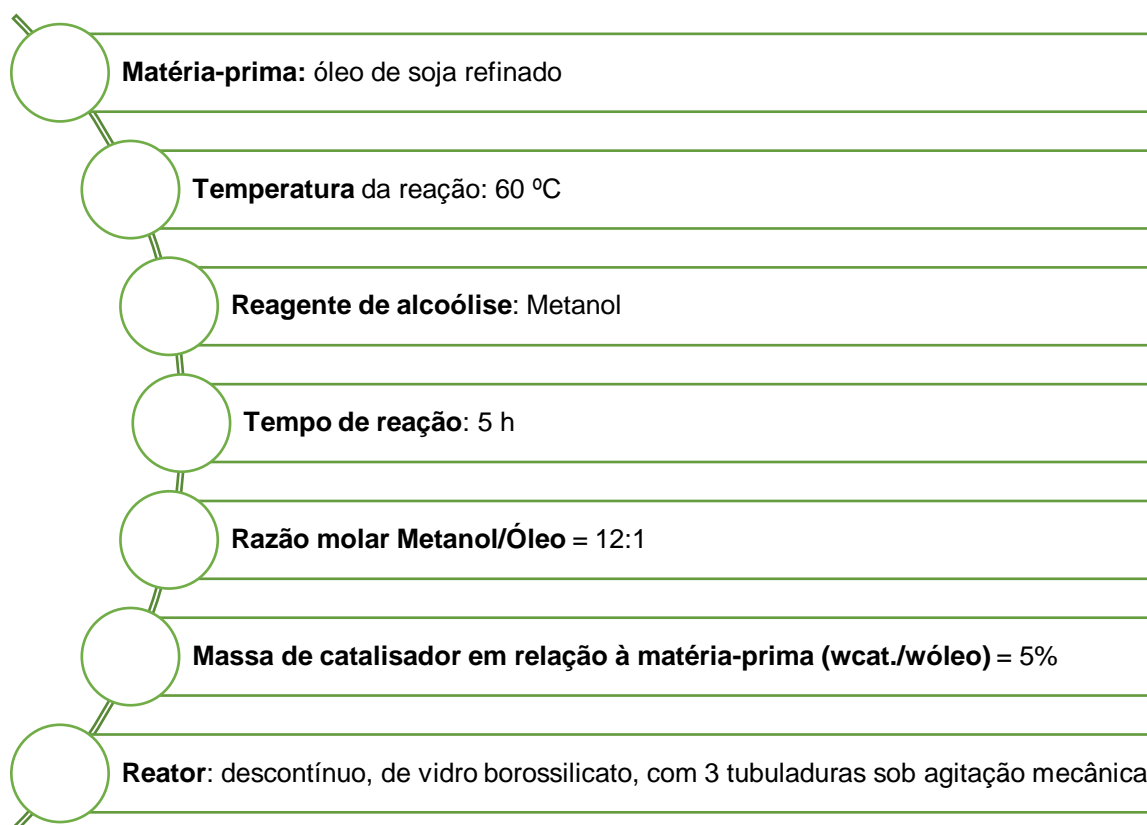 Matéria-prima: óleo de soja refinado
Temperatura da reação: 60 ºC
Reagente de alcoólise: Metanol
Tempo de reação: 5 h
Razão molar Metanol/Óleo = 12:1
Massa de catalisador em relação à matéria-prima (wcat./wóleo) = 5%
Reator: descontínuo, de vidro borossilicato, com 3 tubuladuras sob agitação mecânica